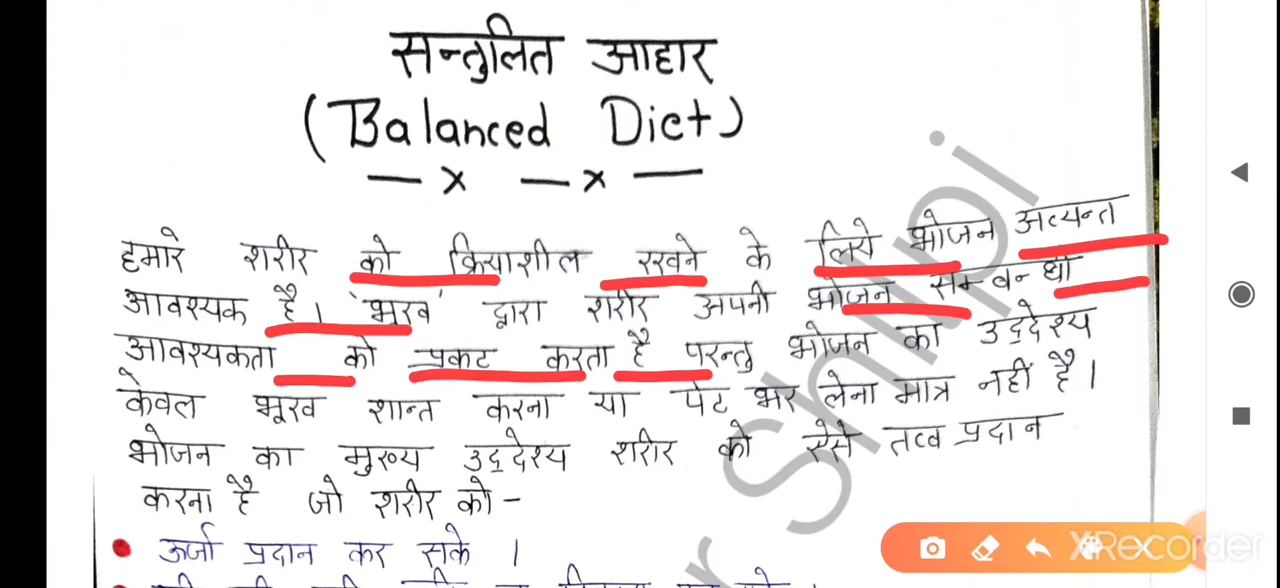 सन्तुलित आहार
(Balanced Diet)
हमारे शरीर को क्रियाशील रखने के लिये भोजन अत्यन्त
आवश्यक है। 'भूख' द्वारा शरीर अपनी भोजन सम्बन्धी
आवश्यकता को प्रकट करता है परन्तु भोजन का उद्देश्य
केवल भूख शान्त करना या पेट भर लेना मात्र नहीं है।
भोजन का मुख्य उद्देश्य शरीर को ऐसे तत्व प्रदान
करना है जो शरीर को -
• ऊर्जा प्रदान कर सके ।
Shilpi
XRecorder